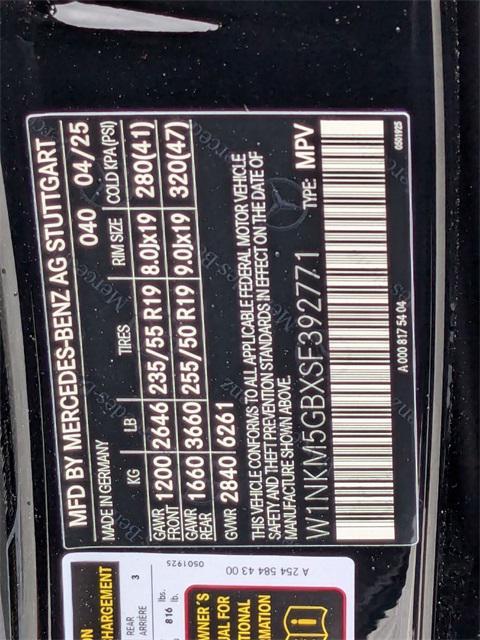 MFD BY MERCEDES-BENZ AG STUTTGART
MADE IN GERMANY 040 04/25
KG LB TIRES RIM SIZE COLD KPA(PSI)
GAWR FRONT 1200 2646 235/55 R19 8.0Jx19 280(41)
GAWR REAR 1660 3660 255/50 R19 9.0Jx19 320(47)
GVWR 2840 6261
THIS VEHICLE CONFORMS TO ALL APPLICABLE FEDERAL MOTOR VEHICLE
SAFETY AND THEFT PREVENTION STANDARDS IN EFFECT ON THE DATE OF
MANUFACTURE SHOWN ABOVE.
W1NKM5GBXSF392771 TYPE: MPV
A 000 817 54 04 0501925
CHARGEMENT
REAR
ARRIÈRE 3
816 lbs. lb.
OWNER'S
FOR
0501925
A 254 584 43 00